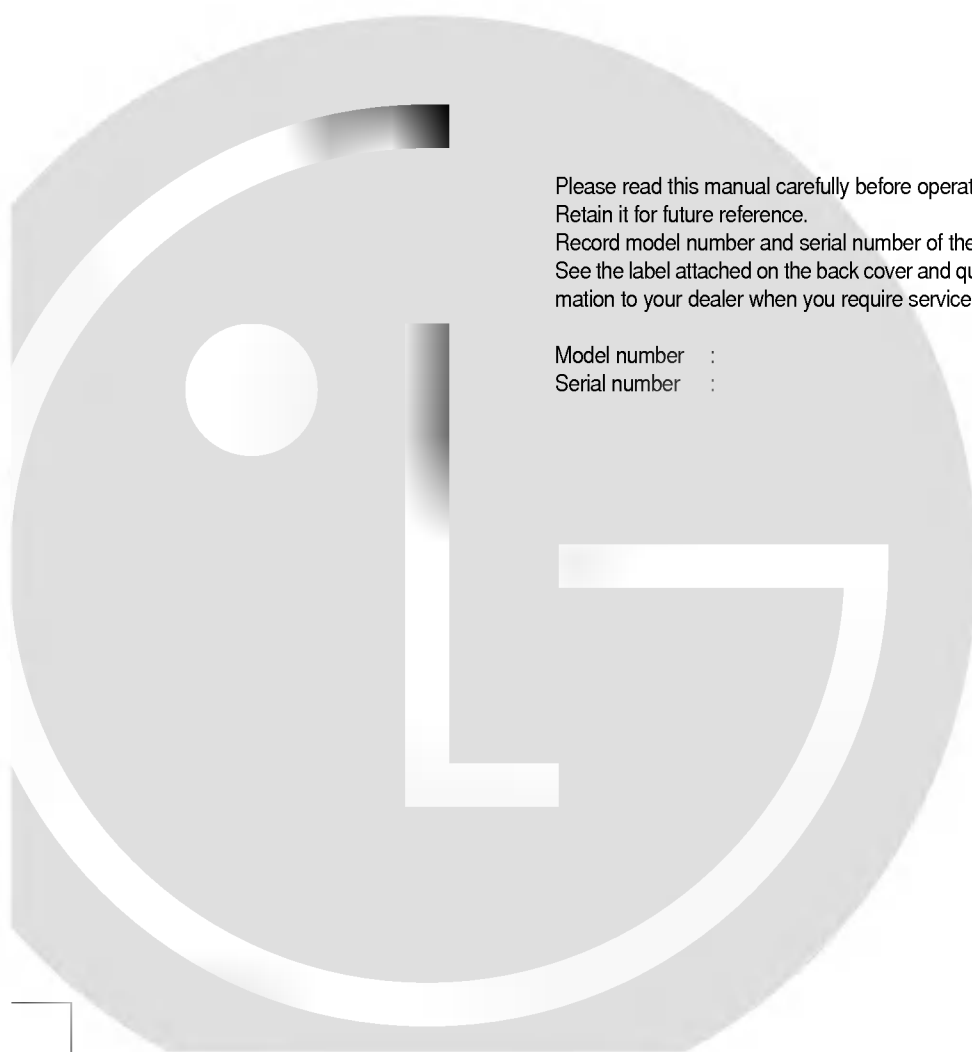 Please read this manual carefully before operat
Retain it for future reference.
Record model number and serial number of the
See the label attached on the back cover and qu
mation to your dealer when you require service
Model number :
Serial number :